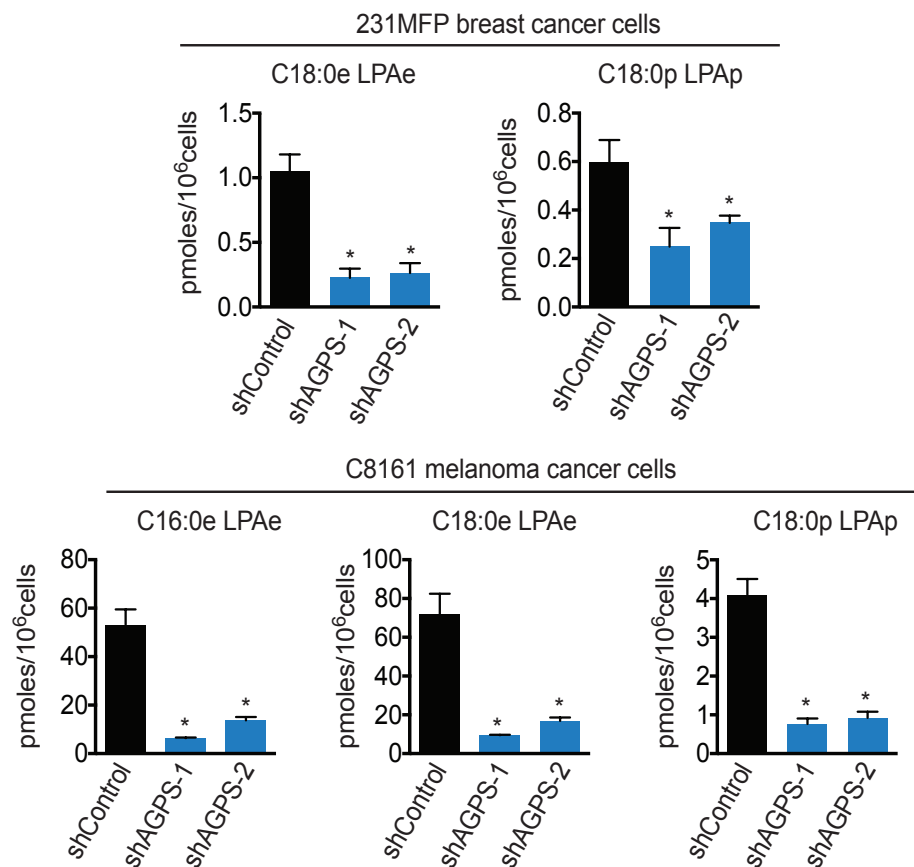 231MFP breast cancer cells
C18:0e LPAe
pmoles/10⁶cells
1.5
1.0
0.5
0.0
*
*
shControl
shAGPS-1
shAGPS-2
C18:0p LPAp
pmoles/10⁶cells
0.8
0.6
0.4
0.2
0.0
*
*
shControl
shAGPS-1
shAGPS-2
C8161 melanoma cancer cells
C16:0e LPAe
pmoles/10⁶cells
80
60
40
20
0
*
*
shControl
shAGPS-1
shAGPS-2
C18:0e LPAe
pmoles/10⁶cells
100
80
60
40
20
0
*
*
shControl
shAGPS-1
shAGPS-2
C18:0p LPAp
pmoles/10⁶cells
5
4
3
2
1
0
*
*
shControl
shAGPS-1
shAGPS-2